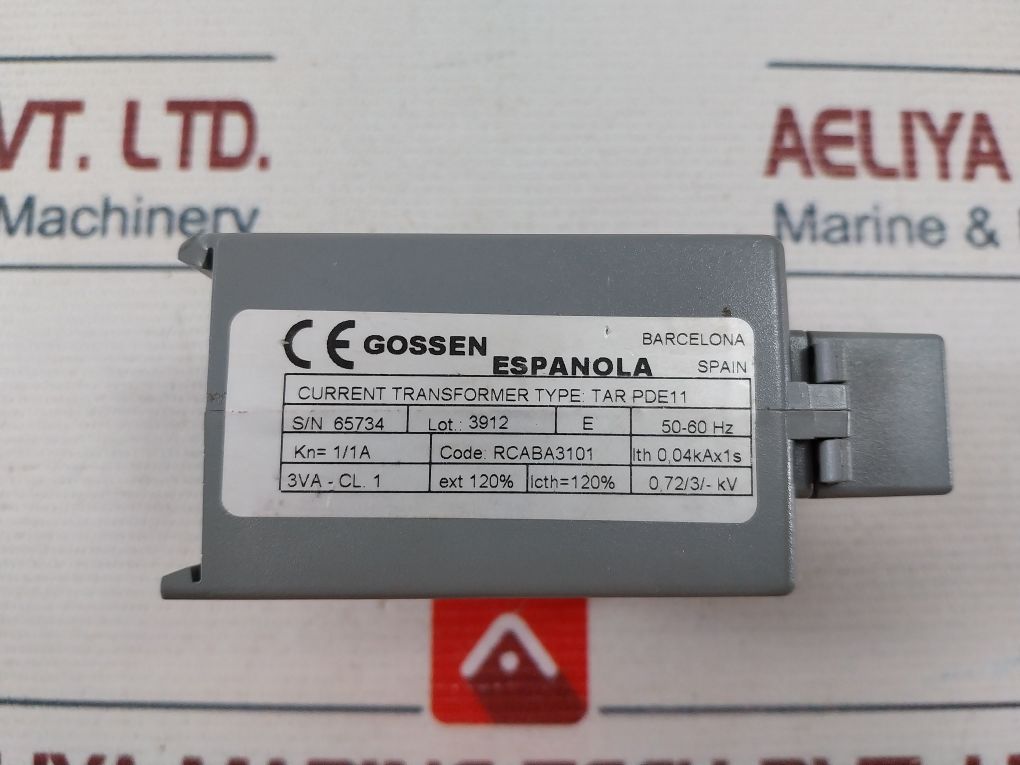 VT. LTD.
Machinery
AELIYA
Marine &
CE GOSSEN
ESPANOLA
BARCELONA
SPAIN
CURRENT TRANSFORMER TYPE: TAR PDE11
S/N 65734 Lot.: 3912 E 50-60 Hz
Kn= 1/1A Code: RCABA3101 Ith 0,04kAx1s
3VA - CL. 1 ext 120% Icth=120% 0,72/3/- kV